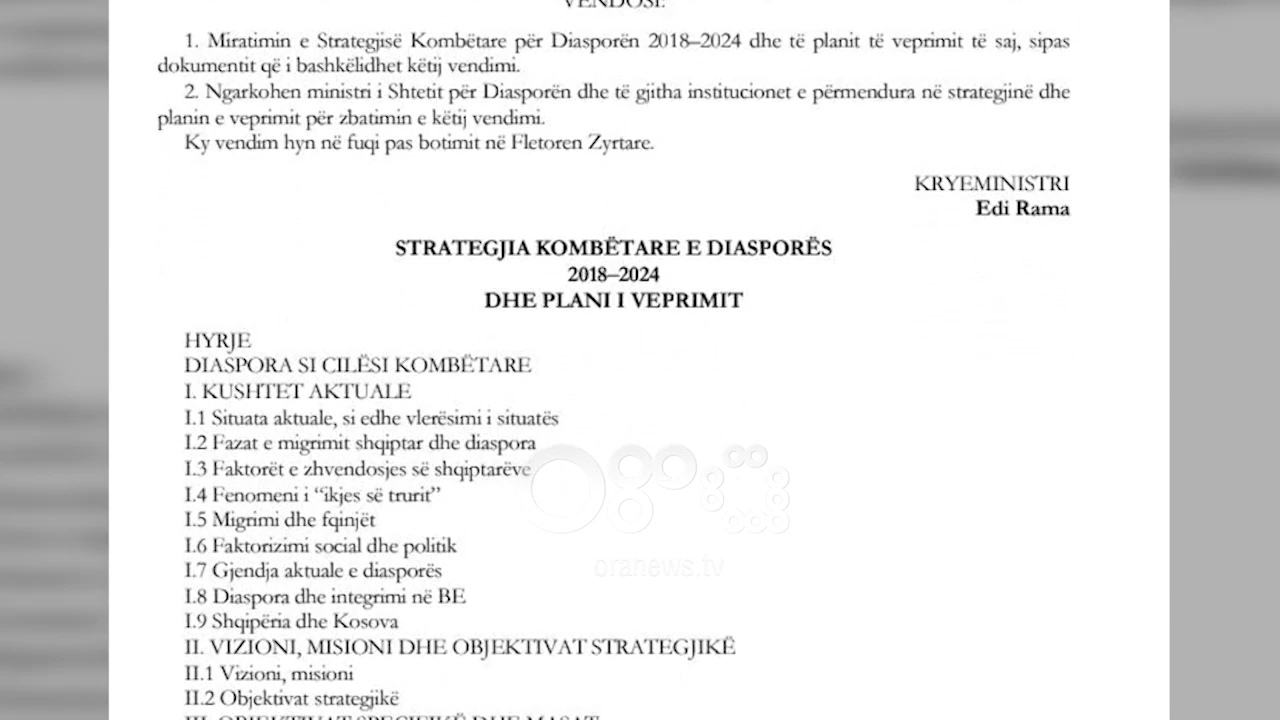 VENDOSI:
1. Miratimin e Strategjisë Kombëtare për Diasporën 2018–2024 dhe të planit të veprimit të saj, sipas
dokumentit që i bashkëlidhet këtij vendimi.
2. Ngarkohen ministri i Shtetit për Diasporën dhe të gjitha institucionet e përmendura në strategjinë dhe
planin e veprimit për zbatimin e këtij vendimi.
Ky vendim hyn në fuqi pas botimit në Fletoren Zyrtare.
KRYEMINISTRI
Edi Rama
STRATEGJIA KOMBËTARE E DIASPORËS
2018–2024
DHE PLANI I VEPRIMIT
HYRJE
DIASPORA SI CILËSI KOMBËTARE
I. KUSHTET AKTUALE
I.1 Situata aktuale, si edhe vlerësimi i situatës
I.2 Fazat e migrimit shqiptar dhe diaspora
I.3 Faktorët e zhvendosjes së shqiptarëve
I.4 Fenomeni i “ikjes së trurit”
I.5 Migrimi dhe fqinjët
I.6 Faktorizimi social dhe politik
I.7 Gjendja aktuale e diasporës
I.8 Diaspora dhe integrimi në BE
I.9 Shqipëria dhe Kosova
oranews.tv
II. VIZIONI, MISIONI DHE OBJEKTIVAT STRATEGJIKË
II.1 Vizioni, misioni
II.2 Objektivat strategjikë
III. OBJEKTIVAT SPECIFIKË DHE MASAT